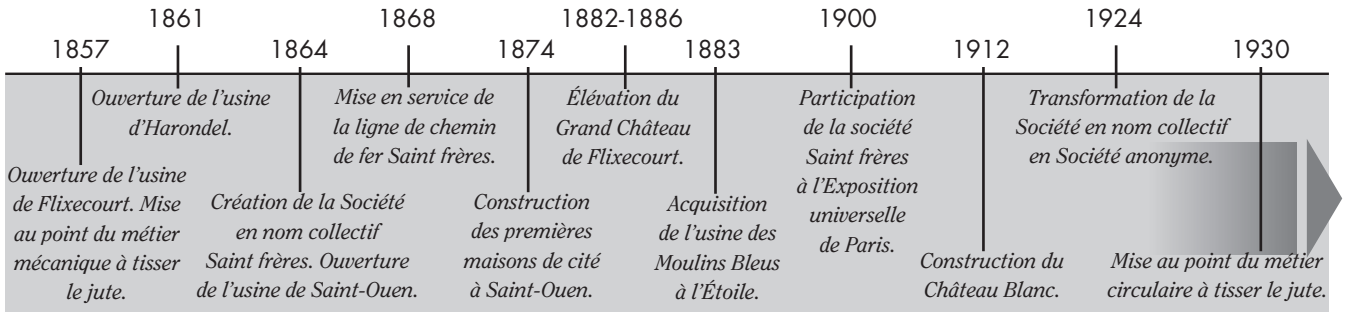 1857
1861
1864
1868
1874
1882-1886
1883
1900
1912
1924
1930
Ouverture de l'usine
de Flixecourt. Mise
au point du métier
mécanique à tisser
le jute.
Ouverture de l'usine
d'Harondel.
Création de la Société
en nom collectif
Saint frères. Ouverture
de l'usine de Saint-Ouen.
Mise en service de
la ligne de chemin
de fer Saint frères.
Construction
des premières
maisons de cité
à Saint-Ouen.
Élévation du
Grand Château
de Flixecourt.
Acquisition
de l'usine des
Moulins Bleus
à l'Étoile.
Participation
de la société
Saint frères
à l'Exposition
universelle
de Paris.
Construction du
Château Blanc.
Transformation de la
Société en nom collectif
en Société anonyme.
Mise au point du métier
circulaire à tisser le jute.